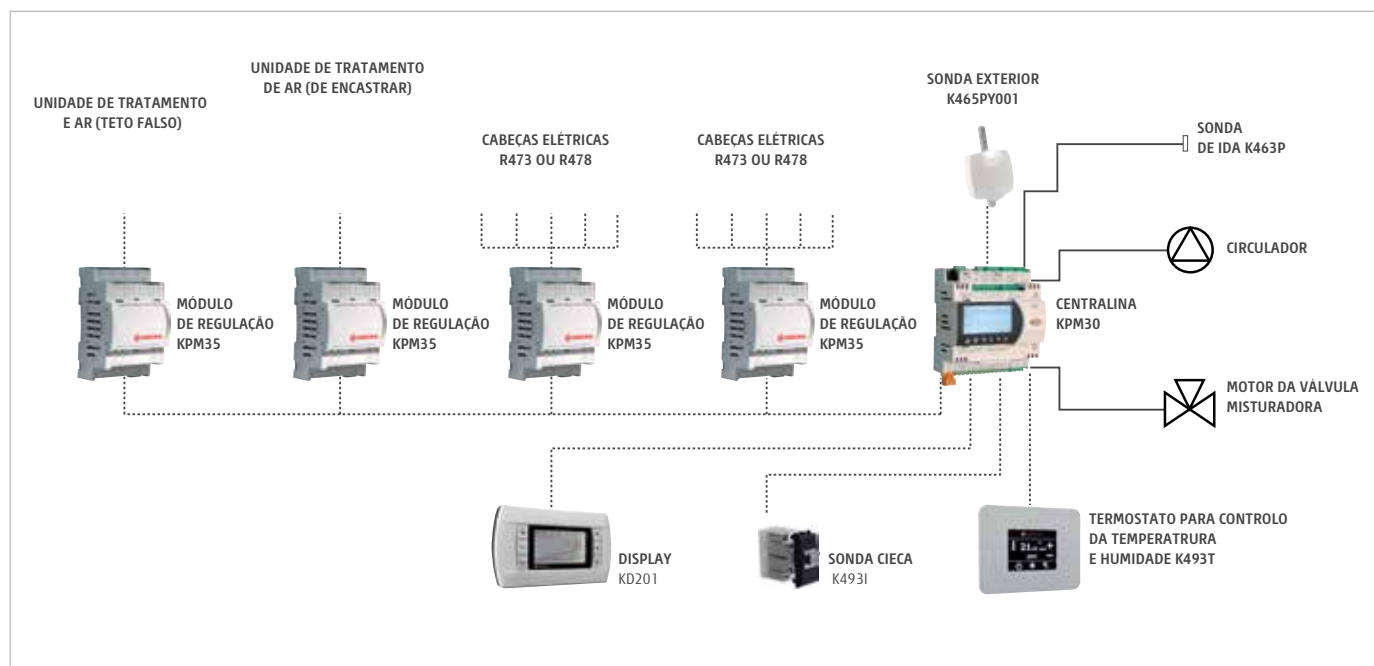 UNIDADE DE TRATAMENTO
E AR (TETO FALSO)
UNIDADE DE TRATAMENTO
DE AR (DE ENCASTRAR)
CABEÇAS ELÉTRICAS
R473 OU R478
CABEÇAS ELÉTRICAS
R473 OU R478
SONDA EXTERIOR
K465PY001
SONDA
DE IDA K463P
CIRCULADOR
MÓDULO
DE REGULAÇÃO
KPM35
MÓDULO
DE REGULAÇÃO
KPM35
MÓDULO
DE REGULAÇÃO
KPM35
MÓDULO
DE REGULAÇÃO
KPM35
CENTRALINA
KPM30
MOTOR DA VÁLVULA
MISTURADORA
DISPLAY
KD201
SONDA CIECA
K493I
TERMOSTATO PARA CONTROLO
DA TEMPERATRURA
E HUMIDADE K493T